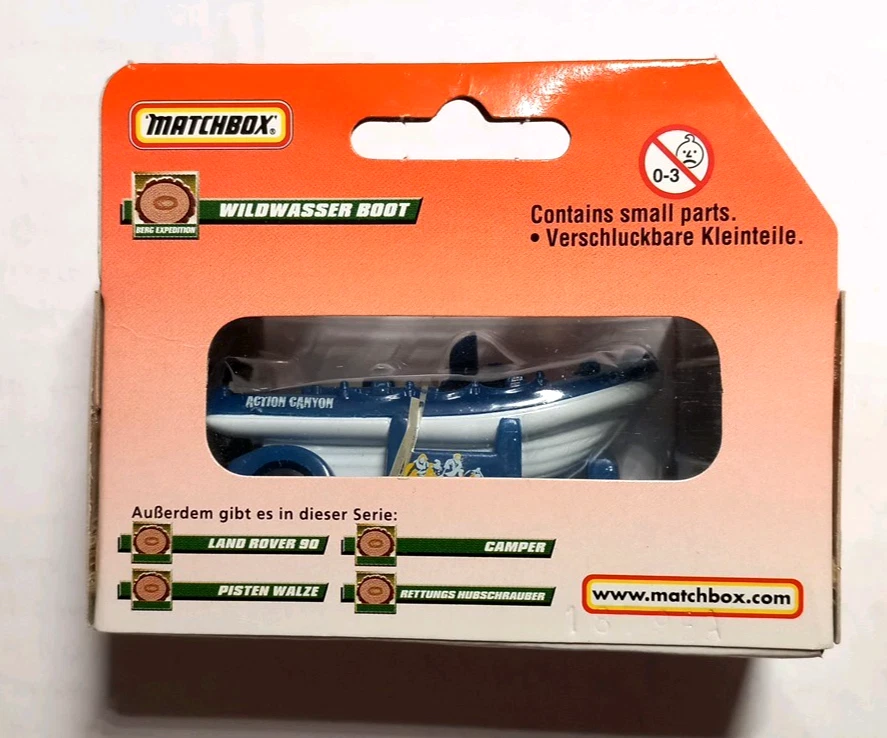 "MATCHBOX"®
BERG EXPEDITION
WILDWASSER BOOT
0-3
Contains small parts.
• Verschluckbare Kleinteile.
ACTION CANYON
Außerdem gibt es in dieser Serie:
LAND ROVER 90
CAMPER
PISTEN WALZE
RETTUNGS HUBSCHRAUBER
www.matchbox.com